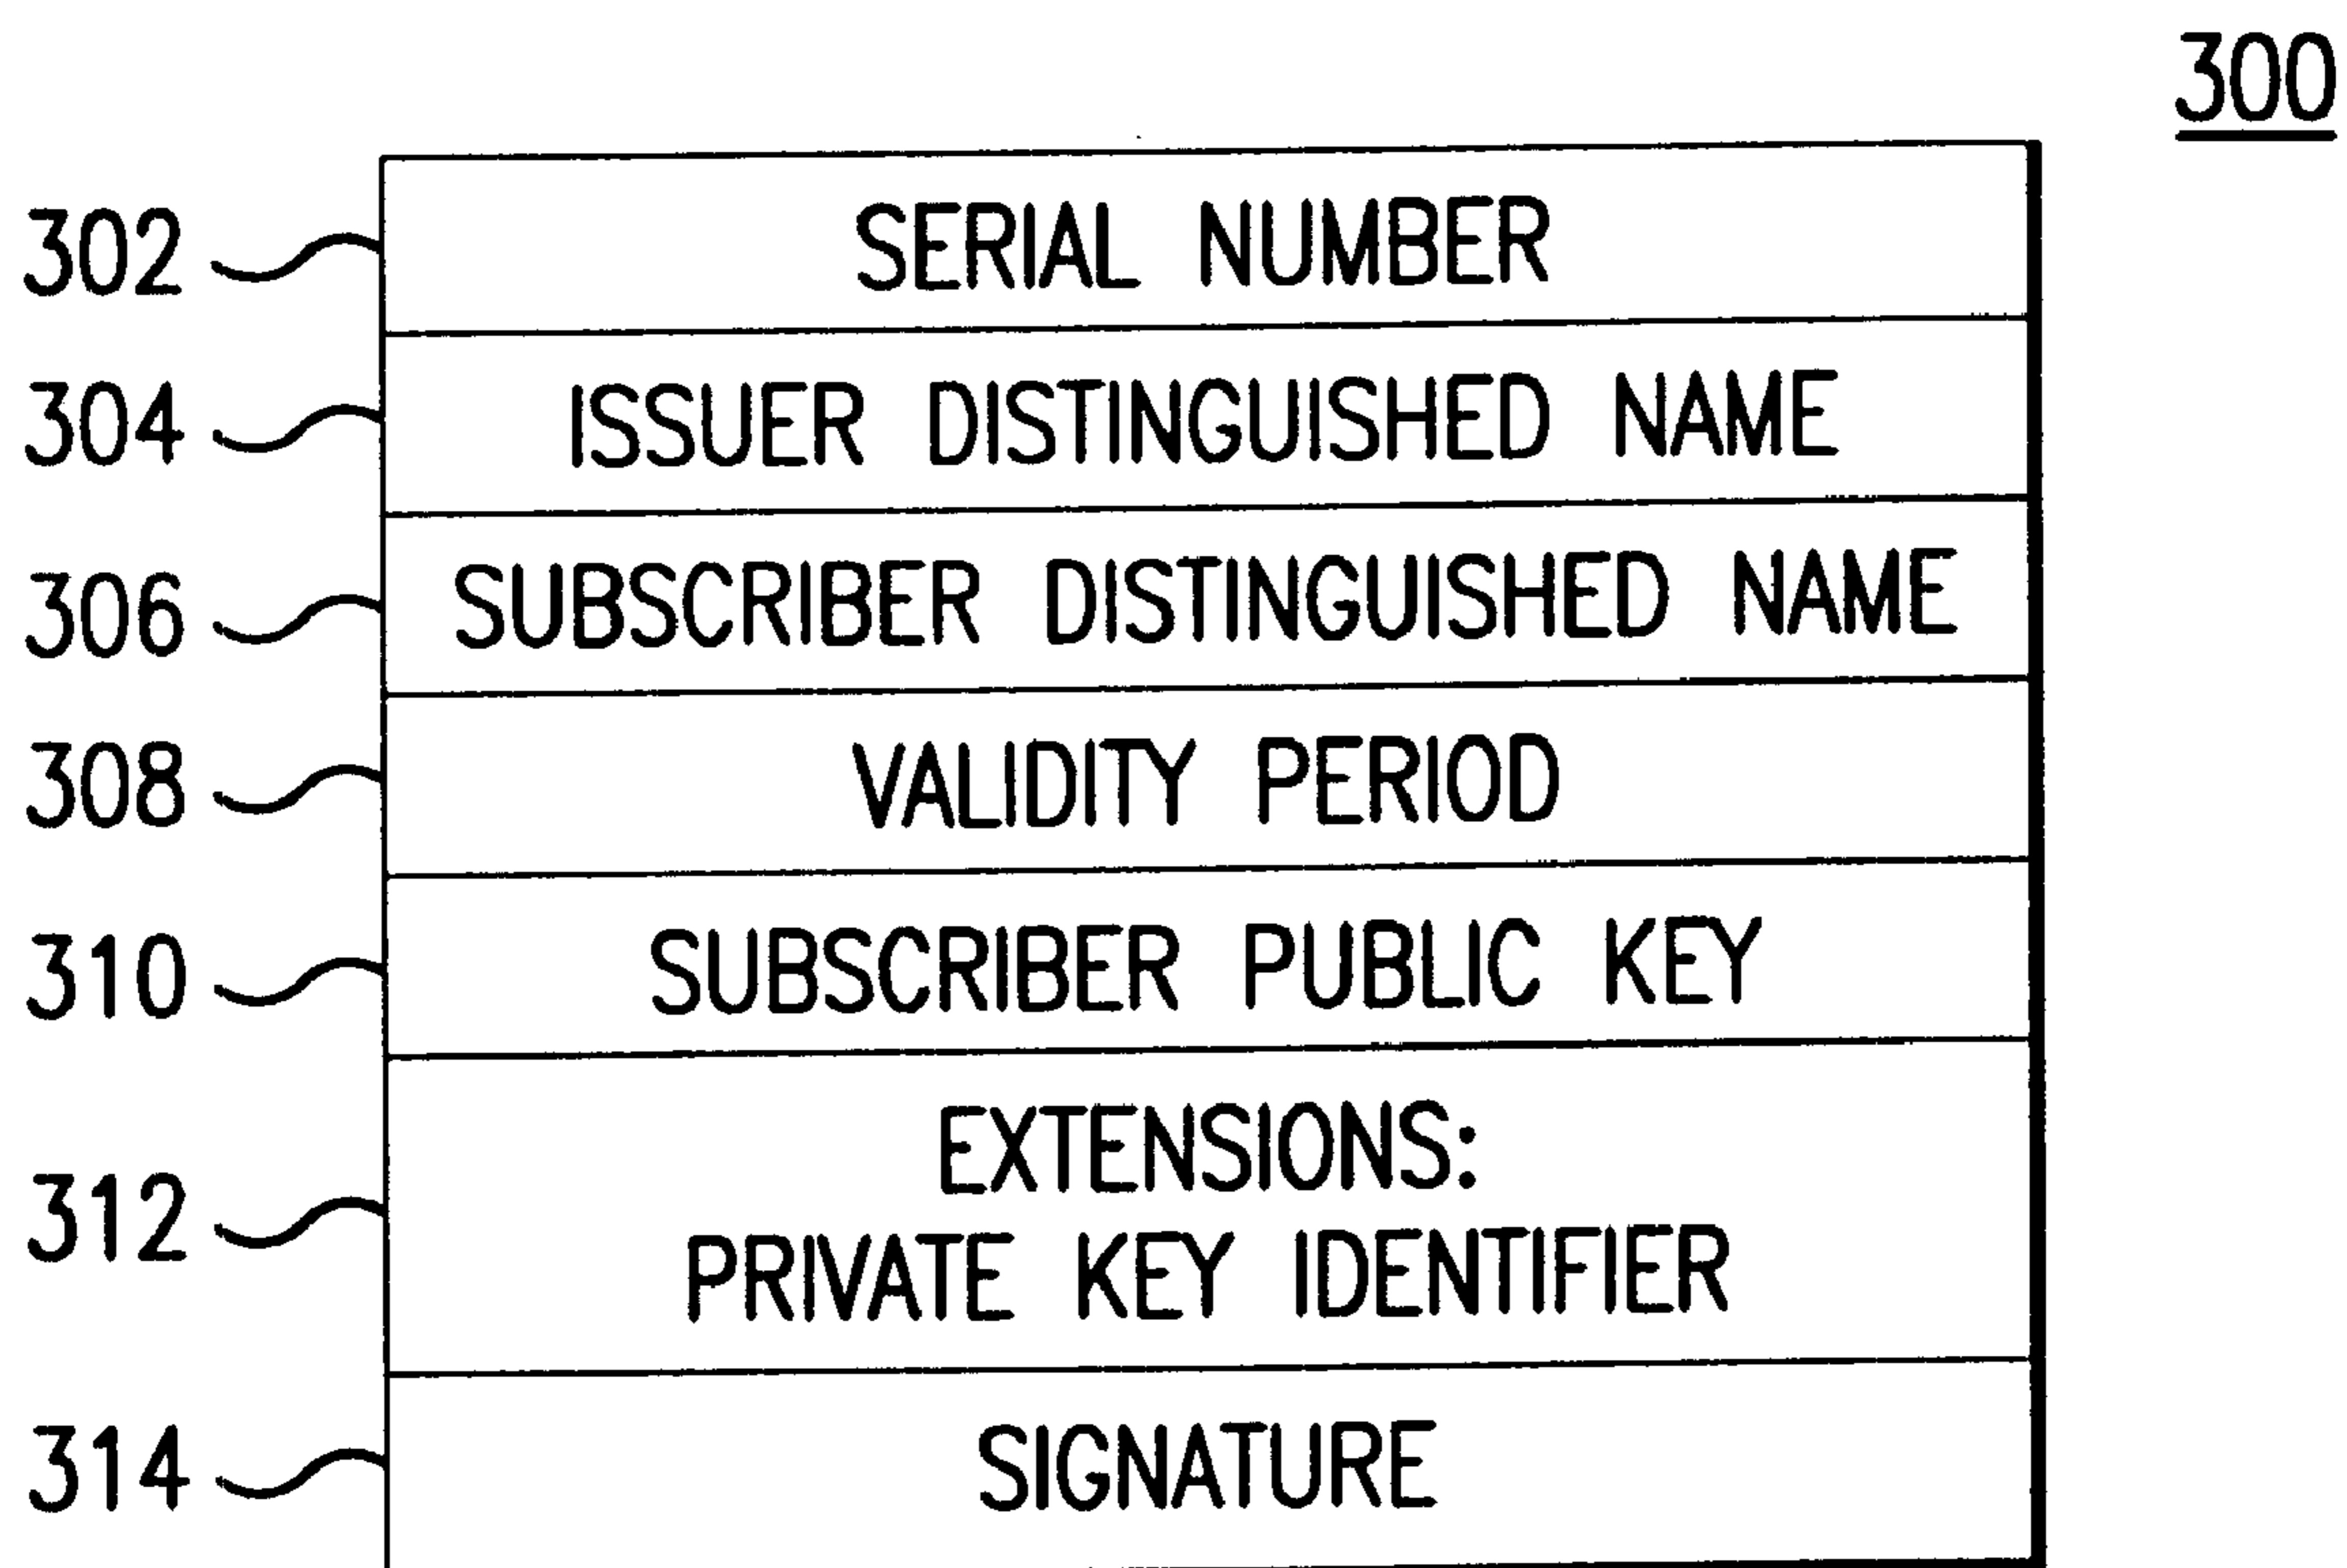 300
302 SERIAL NUMBER
304 ISSUER DISTINGUISHED NAME
306 SUBSCRIBER DISTINGUISHED NAME
308 VALIDITY PERIOD
310 SUBSCRIBER PUBLIC KEY
EXTENSIONS:
312 PRIVATE KEY IDENTIFIER
314 SIGNATURE